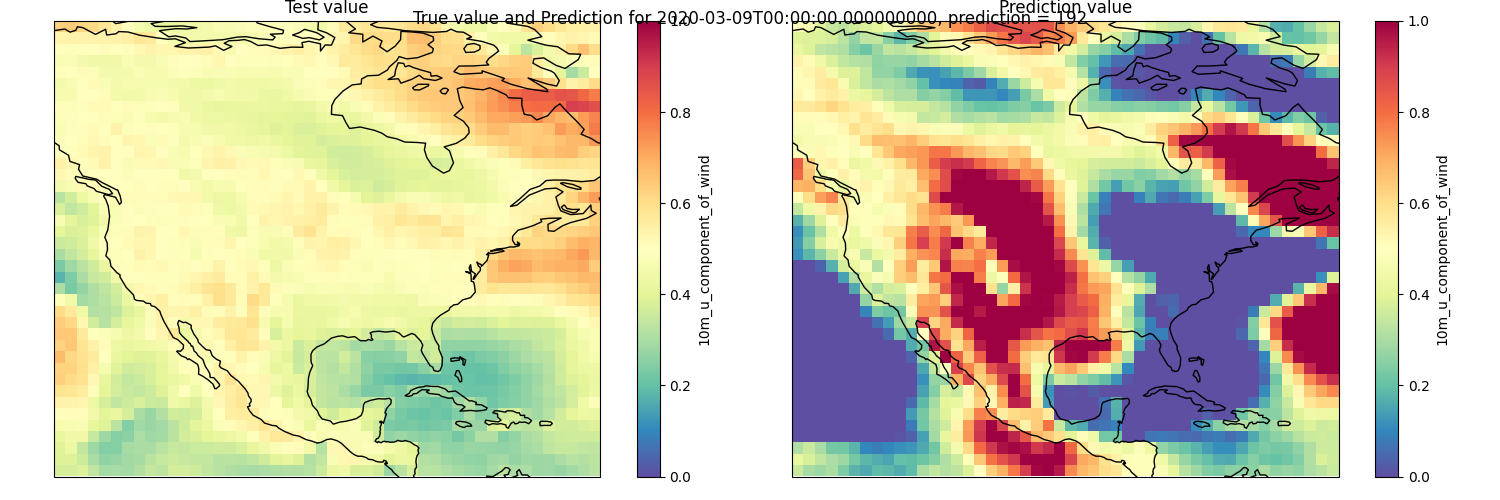 Test value
Prediction value
True value and Prediction for 2020-03-09T00:00:00.000000000, prediction = 192
1.0
0.8
0.6
0.4
0.2
0.0
10m_u_component_of_wind
1.0
0.8
0.6
0.4
0.2
0.0
10m_u_component_of_wind